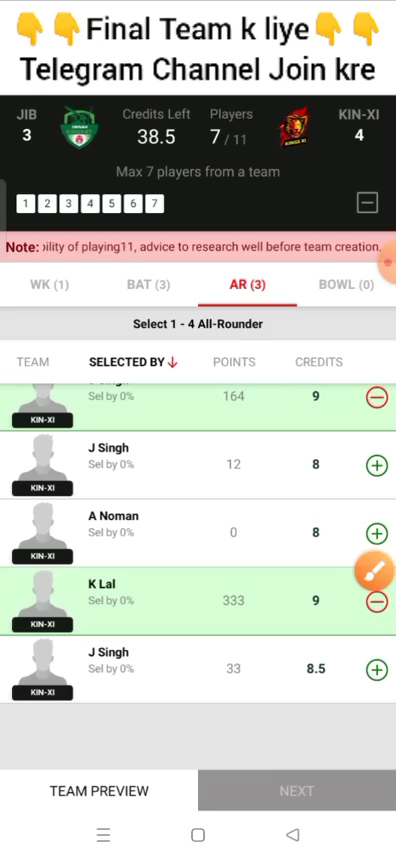 👇👇Final Team k liye👇👇
Telegram Channel Join kre
JIB Credits Left Players KIN-XI
3 38.5 7 / 11 4
Max 7 players from a team
1 2 3 4 5 6 7
Note: ility of playing11, advice to research well before team creation.
WK (1) BAT (3) AR (3) BOWL (0)
Select 1 - 4 All-Rounder
TEAM SELECTED BY POINTS CREDITS
Sel by 0% 164 9
KIN-XI
J Singh
Sel by 0% 12 8
KIN-XI
A Noman
Sel by 0% 0 8
KIN-XI
K Lal
Sel by 0% 333 9
KIN-XI
J Singh
Sel by 0% 33 8.5
KIN-XI
TEAM PREVIEW NEXT